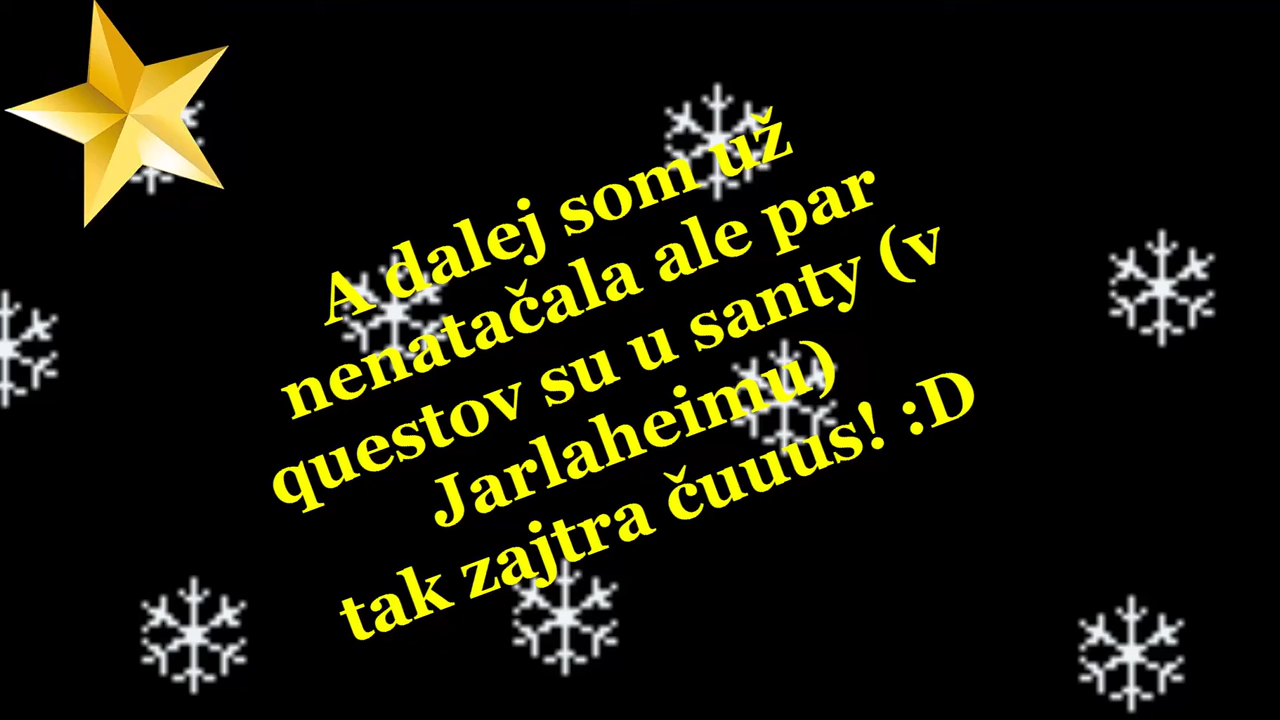 A dalej som už
nenatačala ale par
questov su u santy (v
Jarlaheimu)
tak zajtra čuuus! :D